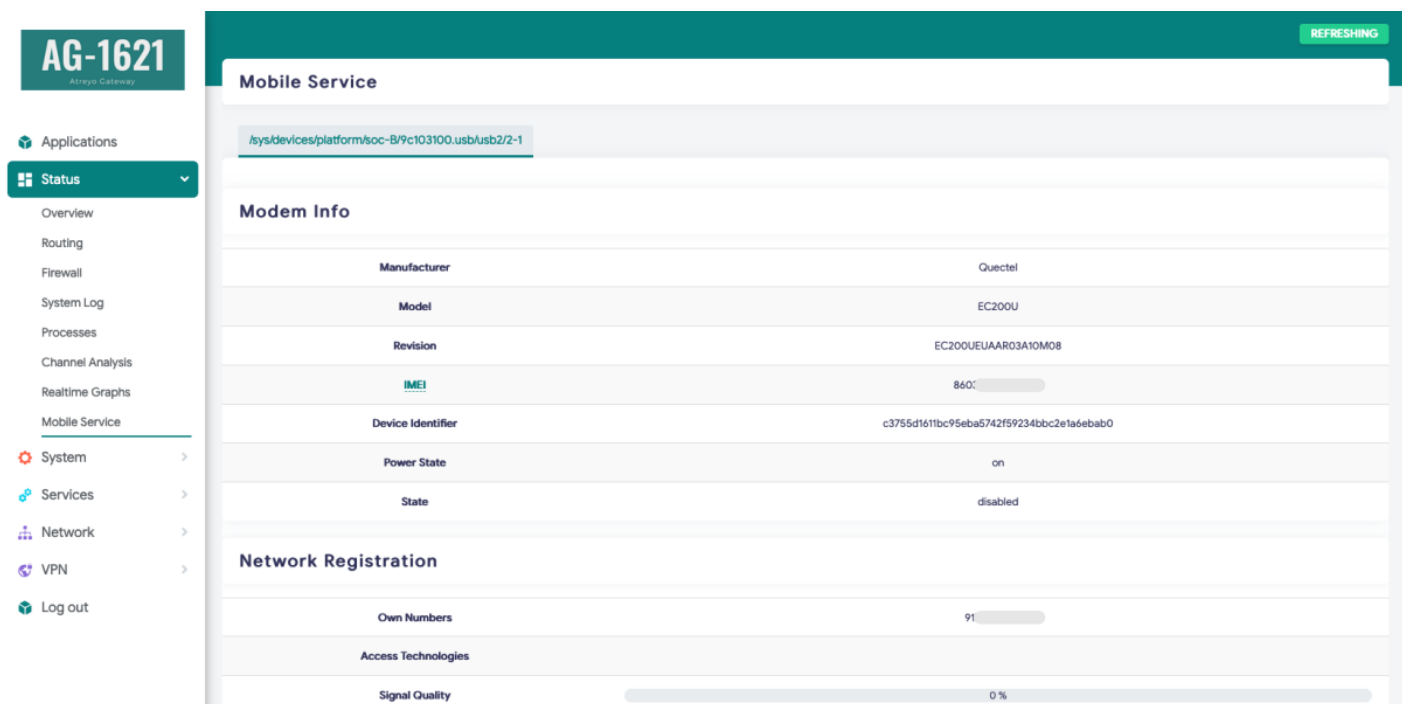 AG-1621
Atreyo Gateway
REFRESHING
Mobile Service
Applications
Status
Overview
Routing
Firewall
System Log
Processes
Channel Analysis
Realtime Graphs
Mobile Service
System
Services
Network
VPN
Log out
/sys/devices/platform/soc-B/9c103100.usb/usb2/2-1
Modem Info
Manufacturer Quectel
Model EC200U
Revision EC200UEUAAR03A10M08
IMEI 860
Device Identifier c3755d1611bc95eba5742f59234bbc2e1a6ebab0
Power State on
State disabled
Network Registration
Own Numbers 91
Access Technologies
Signal Quality 0 %